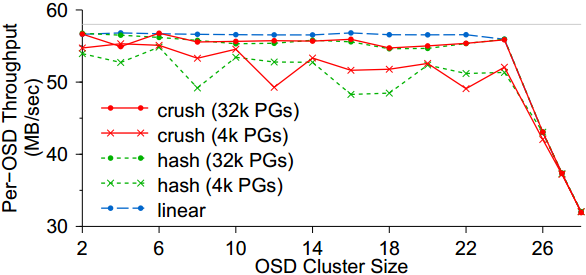 60
50
40
30
Per−OSD Throughput
(MB/sec)
crush (32k PGs)
crush (4k PGs)
hash (32k PGs)
hash (4k PGs)
linear
2 6 10 14 18 22 26
OSD Cluster Size